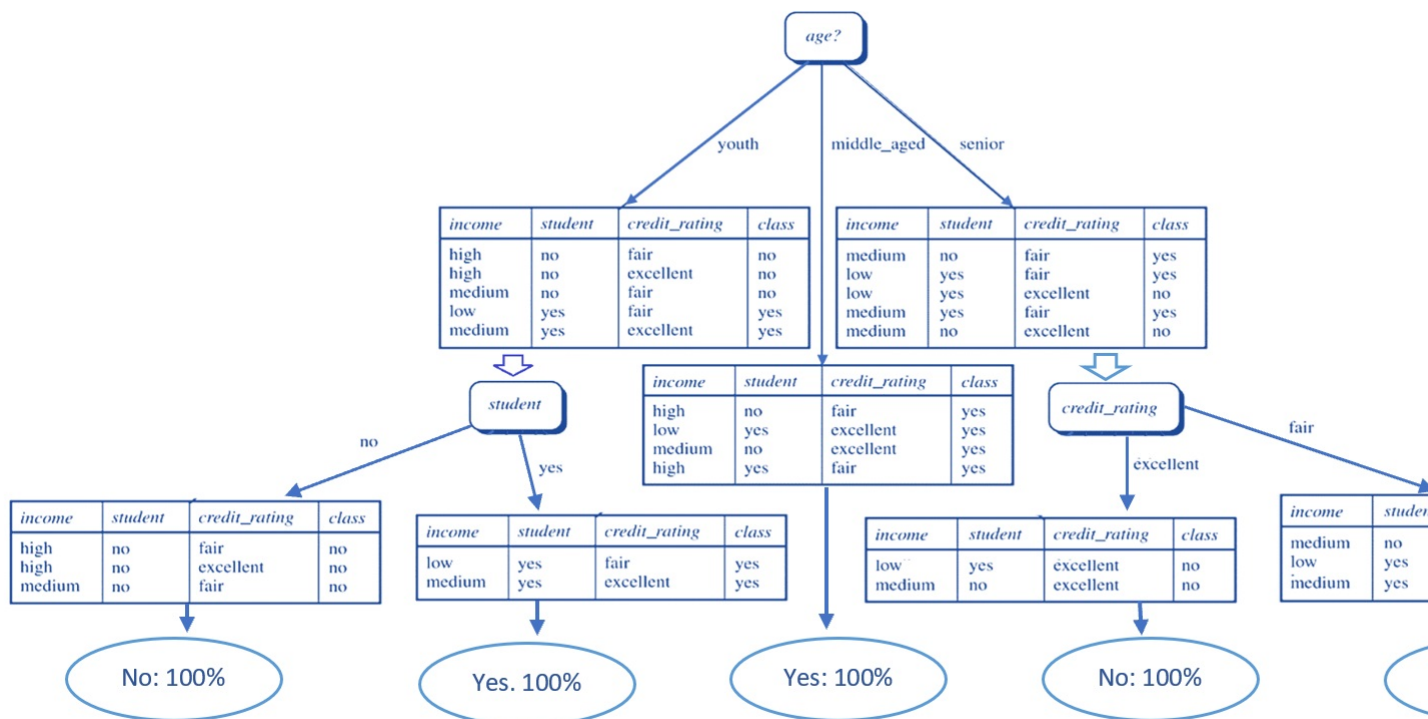 age?
youth
middle_aged
senior
income student credit_rating class
high no fair no
high no excellent no
medium no fair no
low yes fair yes
medium yes excellent yes
income student credit_rating class
medium no fair yes
low yes fair yes
low yes excellent no
medium yes fair yes
medium no excellent no
income student credit_rating class
high no fair yes
low yes excellent yes
medium no excellent yes
high yes fair yes
student
no
yes
credit_rating
excellent
fair
income student credit_rating class
high no fair no
high no excellent no
medium no fair no
income student credit_rating class
low yes fair yes
medium yes excellent yes
income student credit_rating class
low yes excellent no
medium no excellent no
income
medium no
low yes
medium yes
No: 100%
Yes. 100%
Yes: 100%
No: 100%